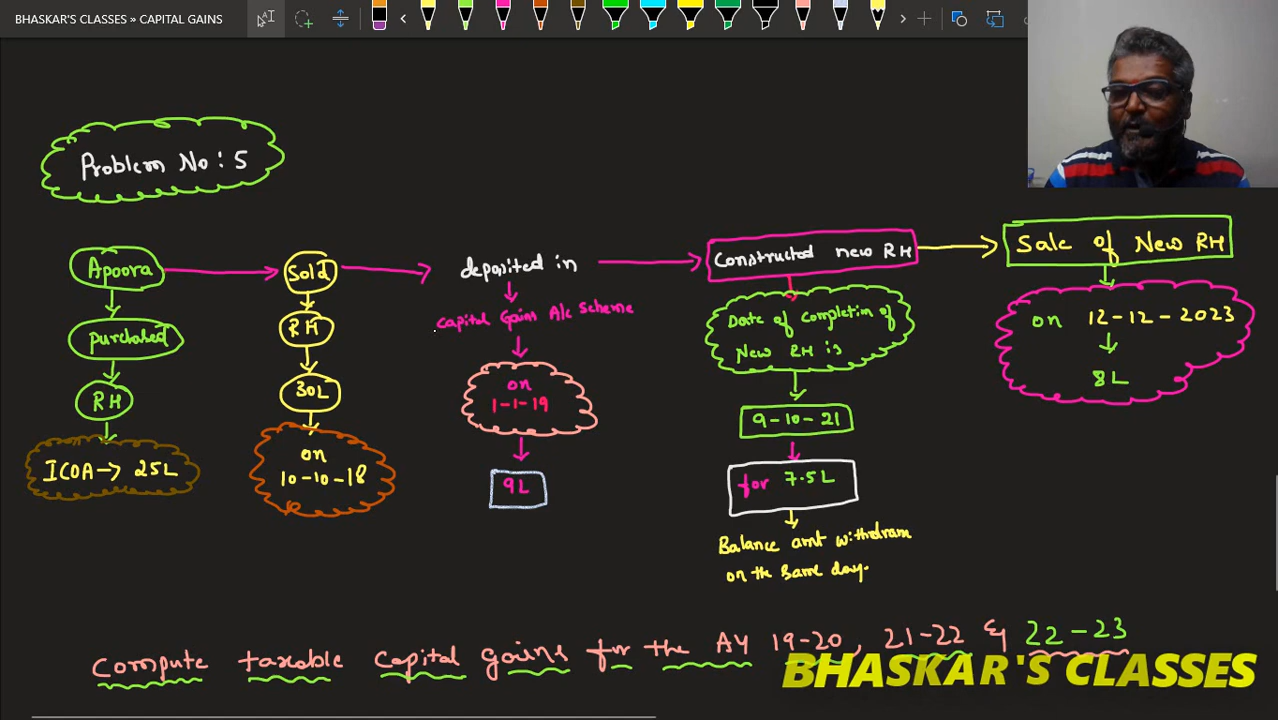 BHASKAR'S CLASSES » CAPITAL GAINS
Problem No: 5
Apoora
purchased
RH
ICOA → 25L
Sold
RH
30L
on
10-10-18
deposited in
Capital Gains A/c Scheme
on
1-1-19
9L
Constructed new RH
Date of completion of
New RH is
9-10-21
for 7.5L
Balance amt withdrawn
on the same day.
Sale of New RH
on 12-12-2023
8L
Compute taxable Capital gains for the AY 19-20, 21-22 & 22-23
BHASKAR'S CLASSES